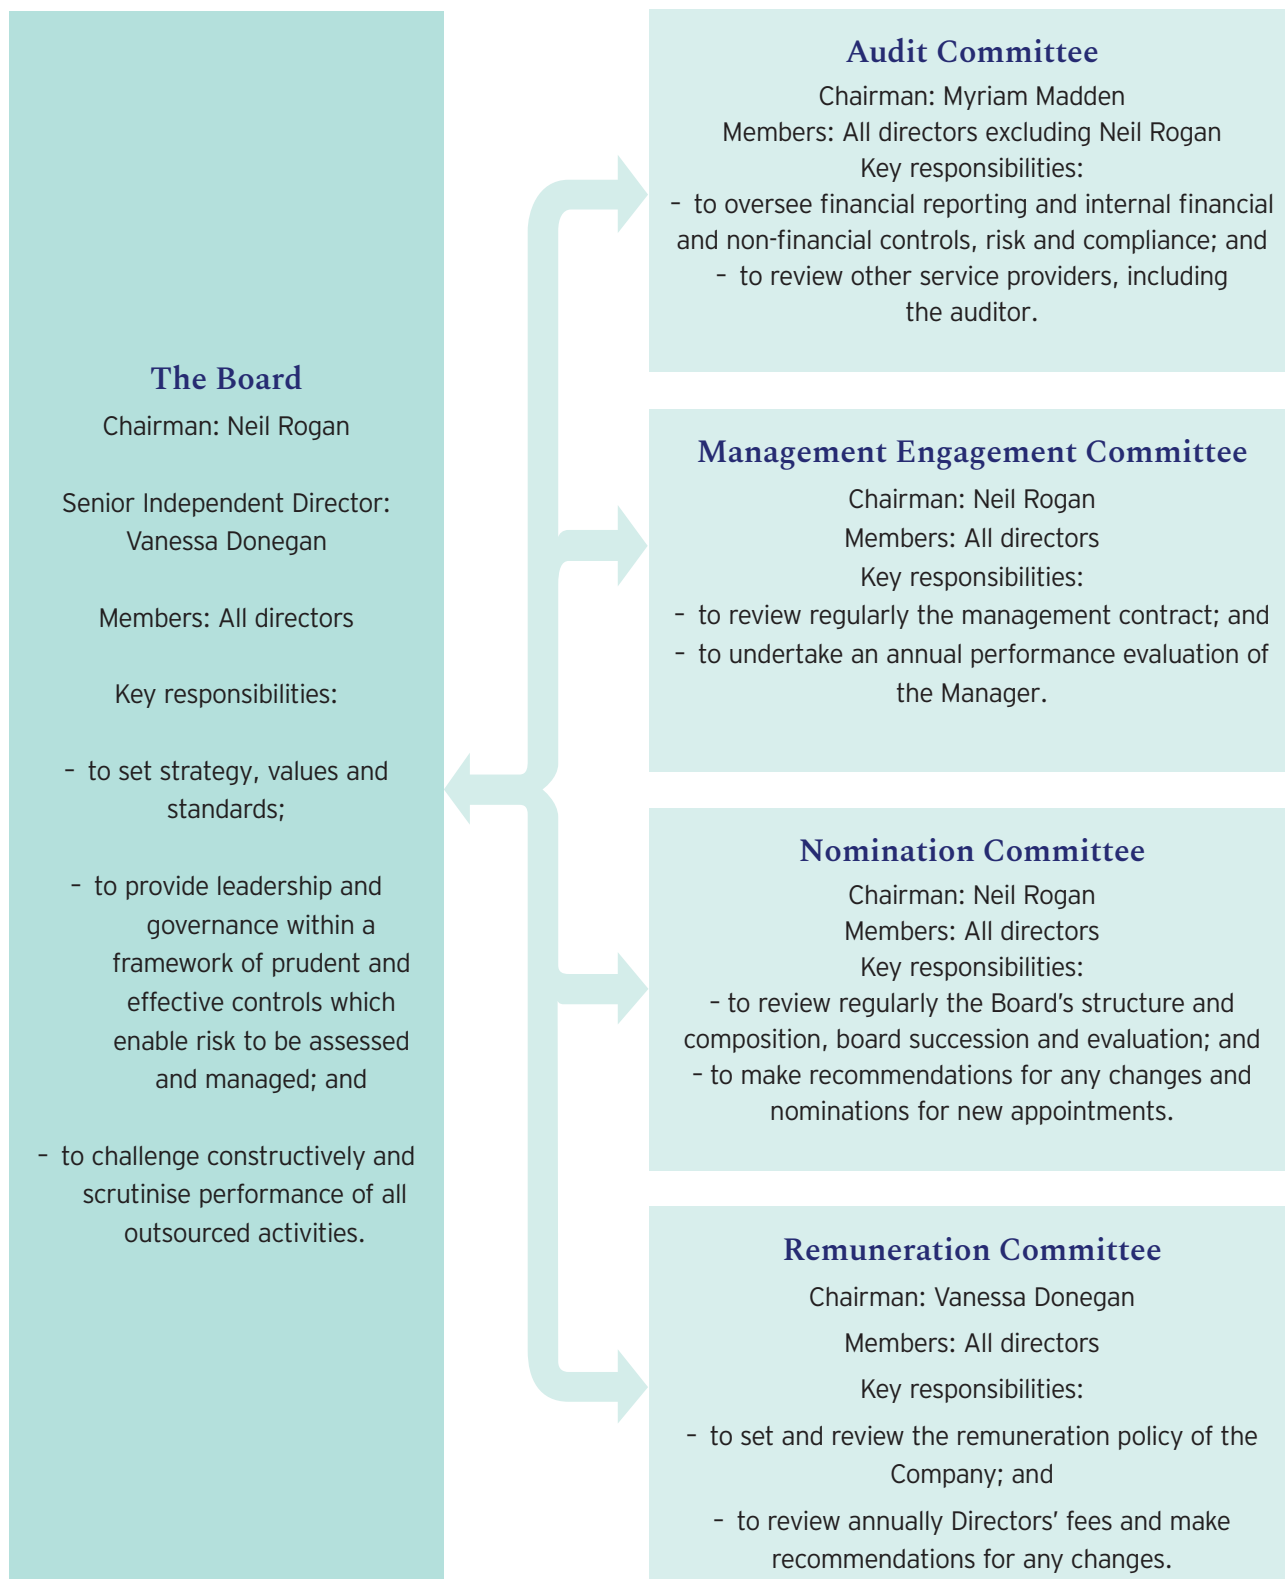 The Board
Chairman: Neil Rogan
Senior Independent Director:
Vanessa Donegan
Members: All directors
Key responsibilities:
– to set strategy, values and
standards;
– to provide leadership and
governance within a
framework of prudent and
effective controls which
enable risk to be assessed
and managed; and
– to challenge constructively and
scrutinise performance of all
outsourced activities.
Audit Committee
Chairman: Myriam Madden
Members: All directors excluding Neil Rogan
Key responsibilities:
– to oversee financial reporting and internal financial
and non-financial controls, risk and compliance; and
– to review other service providers, including
the auditor.
Management Engagement Committee
Chairman: Neil Rogan
Members: All directors
Key responsibilities:
– to review regularly the management contract; and
– to undertake an annual performance evaluation of
the Manager.
Nomination Committee
Chairman: Neil Rogan
Members: All directors
Key responsibilities:
– to review regularly the Board’s structure and
composition, board succession and evaluation; and
– to make recommendations for any changes and
nominations for new appointments.
Remuneration Committee
Chairman: Vanessa Donegan
Members: All directors
Key responsibilities:
– to set and review the remuneration policy of the
Company; and
– to review annually Directors’ fees and make
recommendations for any changes.